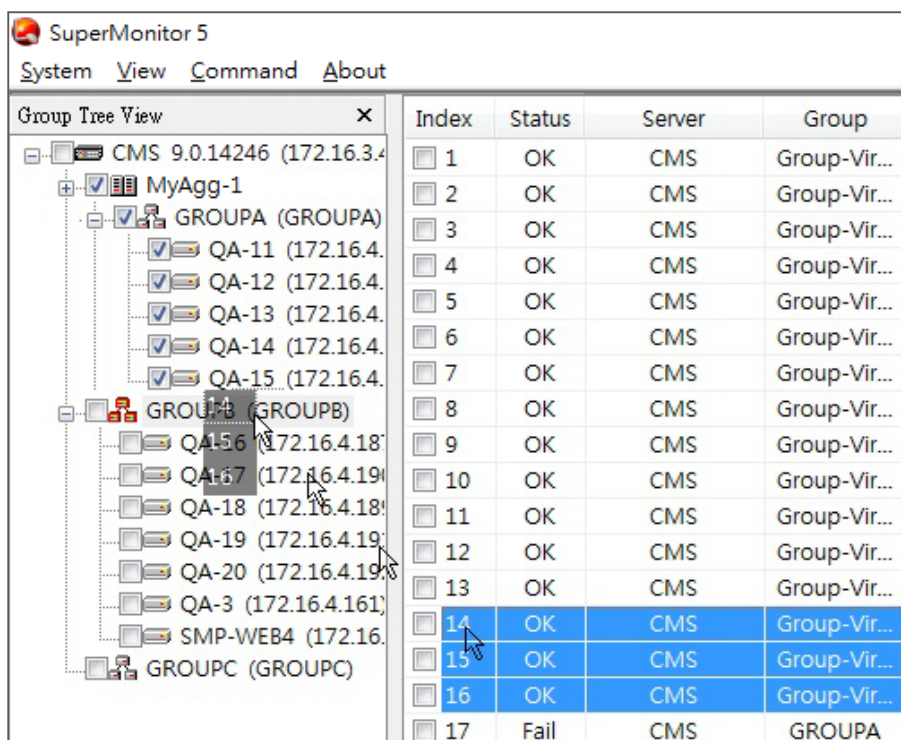 SuperMonitor 5
System View Command About
Group Tree View
CMS 9.0.14246 (172.16.3.4
MyAgg-1
GROUPA (GROUPA)
QA-11 (172.16.4.
QA-12 (172.16.4.
QA-13 (172.16.4.
QA-14 (172.16.4.
QA-15 (172.16.4.
GROUPB (GROUPB)
QA-16 (172.16.4.187
QA-17 (172.16.4.190
QA-18 (172.16.4.189
QA-19 (172.16.4.19
QA-20 (172.16.4.19
QA-3 (172.16.4.161)
SMP-WEB4 (172.16.
GROUPC (GROUPC)
14
15
16
Index Status Server Group
1 OK CMS Group-Vir...
2 OK CMS Group-Vir...
3 OK CMS Group-Vir...
4 OK CMS Group-Vir...
5 OK CMS Group-Vir...
6 OK CMS Group-Vir...
7 OK CMS Group-Vir...
8 OK CMS Group-Vir...
9 OK CMS Group-Vir...
10 OK CMS Group-Vir...
11 OK CMS Group-Vir...
12 OK CMS Group-Vir...
13 OK CMS Group-Vir...
14 OK CMS Group-Vir...
15 OK CMS Group-Vir...
16 OK CMS Group-Vir...
17 Fail CMS GROUPA